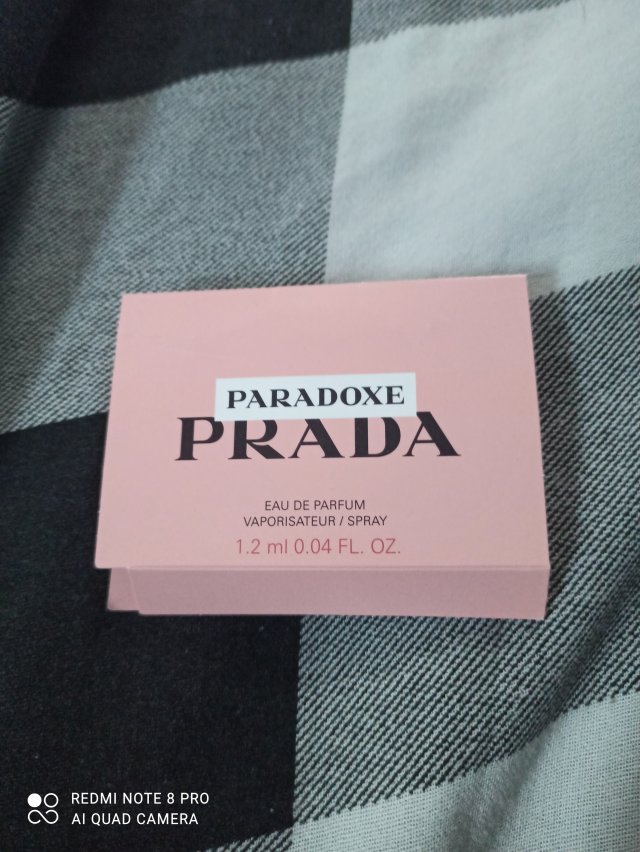 PARADOXE
PRADA
EAU DE PARFUM
VAPORISATEUR / SPRAY
1.2 ml 0.04 FL. OZ.
REDMI NOTE 8 PRO
AI QUAD CAMERA